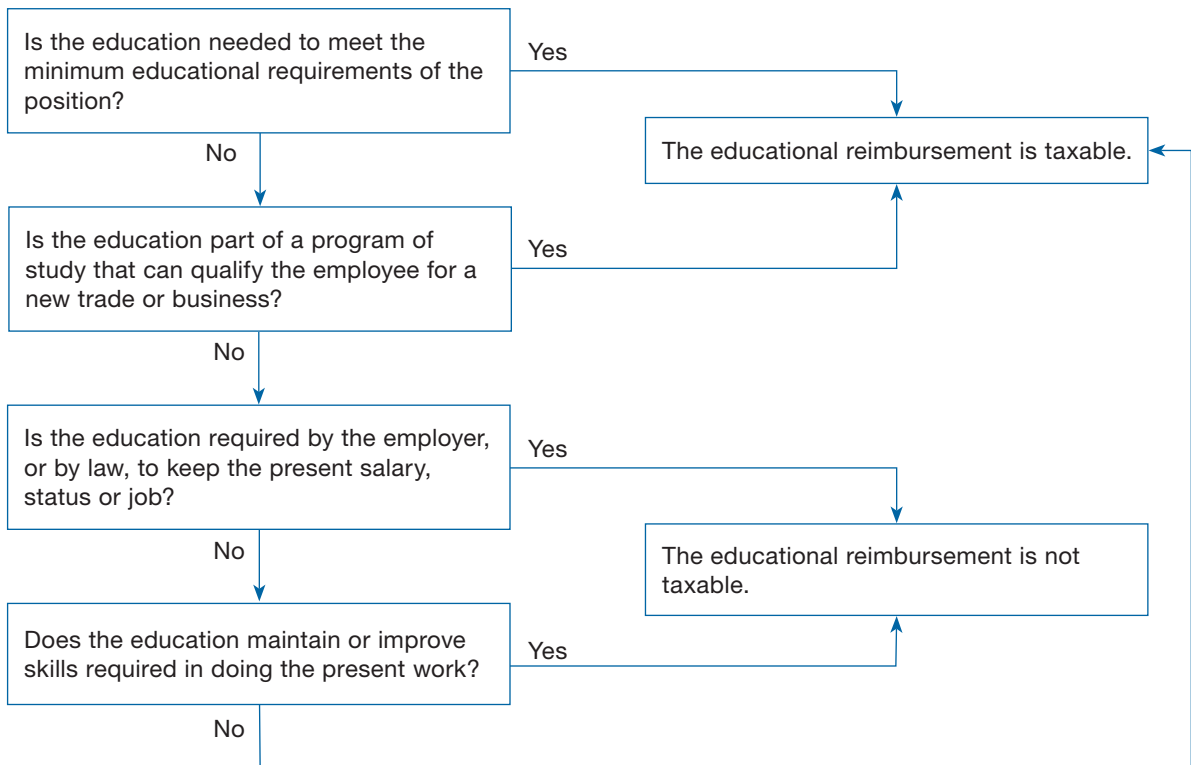 Is the education needed to meet the
minimum educational requirements of the
position?
Yes
No
The educational reimbursement is taxable.
Is the education part of a program of
study that can qualify the employee for a
new trade or business?
Yes
No
Is the education required by the employer,
or by law, to keep the present salary,
status or job?
Yes
No
The educational reimbursement is not
taxable.
Does the education maintain or improve
skills required in doing the present work?
Yes
No